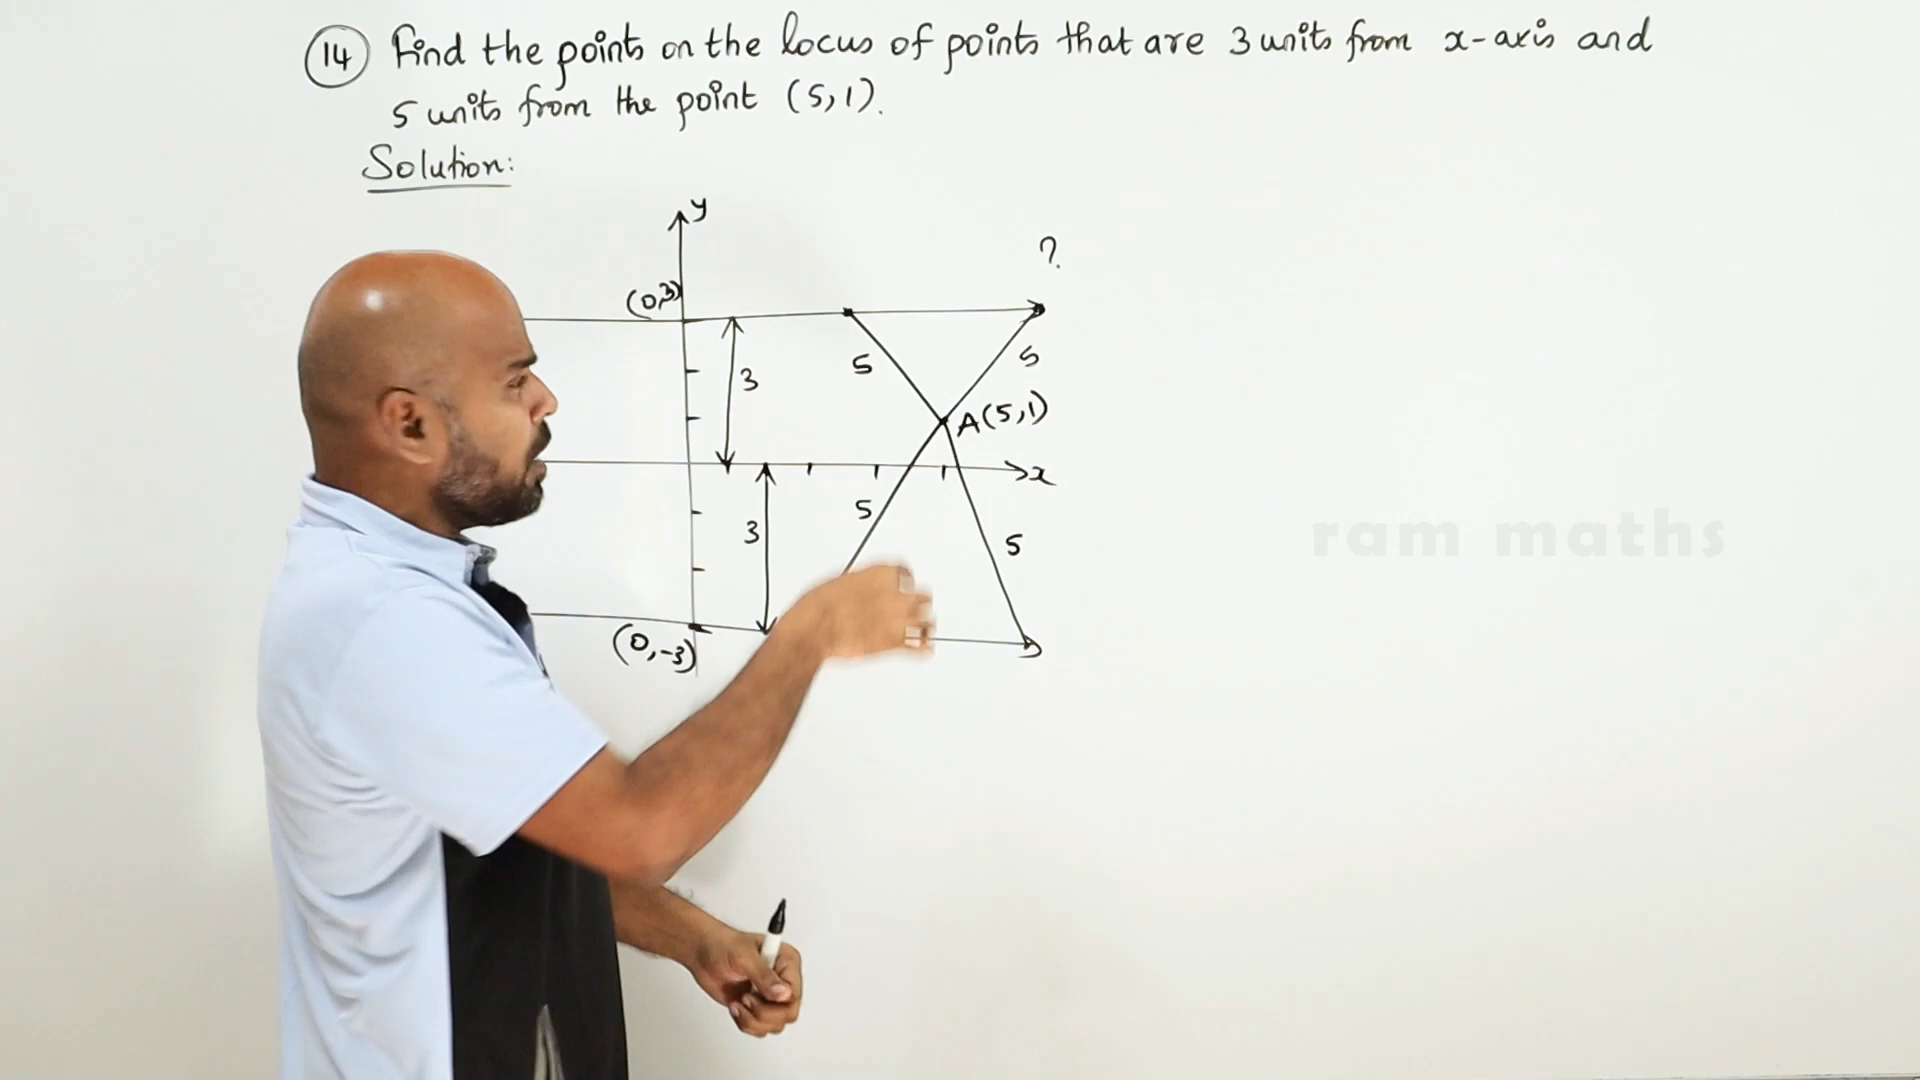 14 Find the points on the locus of points that are 3 units from x-axis and
5 units from the point (5,1).
Solution:
y
?
(0,3)
5
5
3
A(5,1)
x
5
3
5
(0,-3)
ram maths